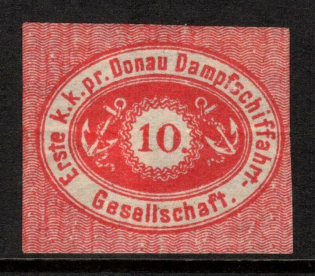 Erste k.k.pr. Donau Dampfschiffahrt-
10.
Gesellschaft.